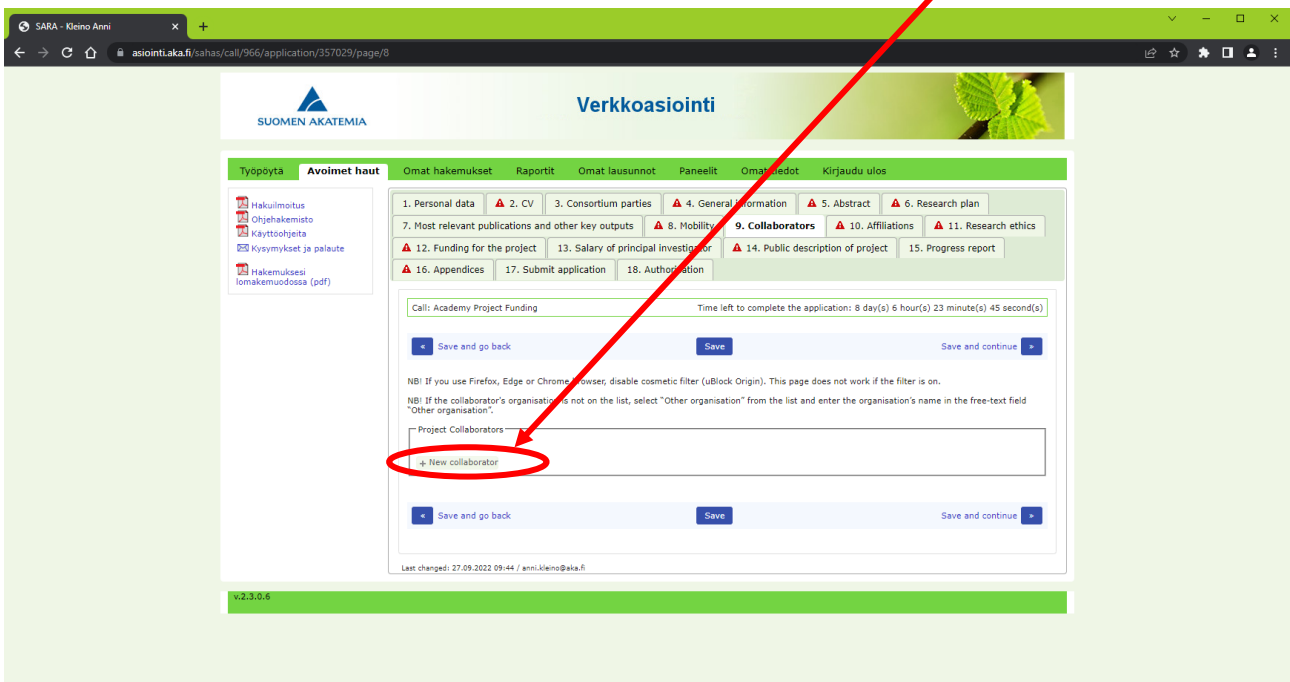 SARA - Kleino Anni
asiointi.aka.fi/sahas/call/966/application/357029/page/8
SUOMEN AKATEMIA
Verkkoasiointi
Työpöytä Avoimet haut Omat hakemukset Raportit Omat lausunnot Paneelit Omat tiedot Kirjaudu ulos
Hakuilmoitus
Ohjehakemisto
Käyttöohjeita
Kysymykset ja palaute
Hakemuksesi
lomakemuodossa (pdf)
1. Personal data 2. CV 3. Consortium parties 4. General information 5. Abstract 6. Research plan
7. Most relevant publications and other key outputs 8. Mobility 9. Collaborators 10. Affiliations 11. Research ethics
12. Funding for the project 13. Salary of principal investigator 14. Public description of project 15. Progress report
16. Appendices 17. Submit application 18. Authorisation
Call: Academy Project Funding Time left to complete the application: 8 day(s) 6 hour(s) 23 minute(s) 45 second(s)
« Save and go back Save Save and continue »
NB! If you use Firefox, Edge or Chrome browser, disable cosmetic filter (uBlock Origin). This page does not work if the filter is on.
NB! If the collaborator's organisation is not on the list, select "Other organisation" from the list and enter the organisation's name in the free-text field
"Other organisation".
Project Collaborators
+ New collaborator
« Save and go back Save Save and continue »
Last changed: 27.09.2022 09:44 / anni.kleino@aka.fi
v.2.3.0.6